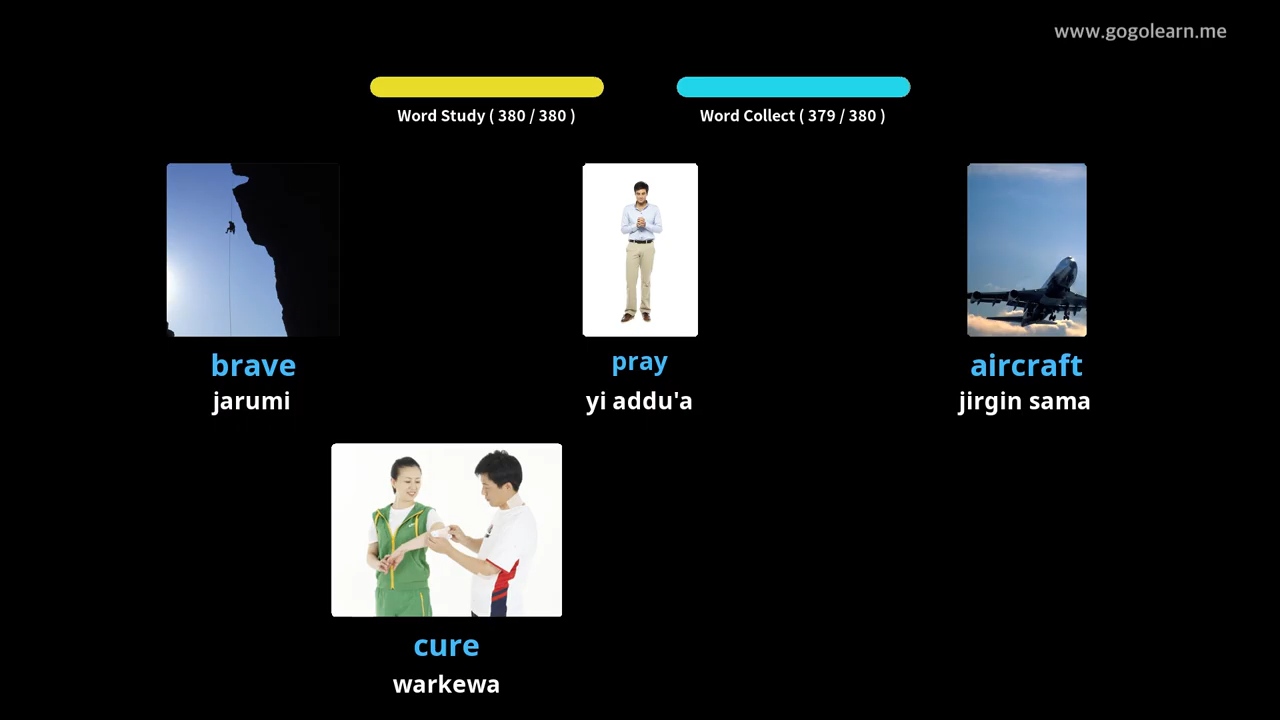 www.gogolearn.me
Word Study ( 380 / 380 )
Word Collect ( 379 / 380 )
brave
jarumi
pray
yi addu'a
aircraft
jirgin sama
cure
warkewa